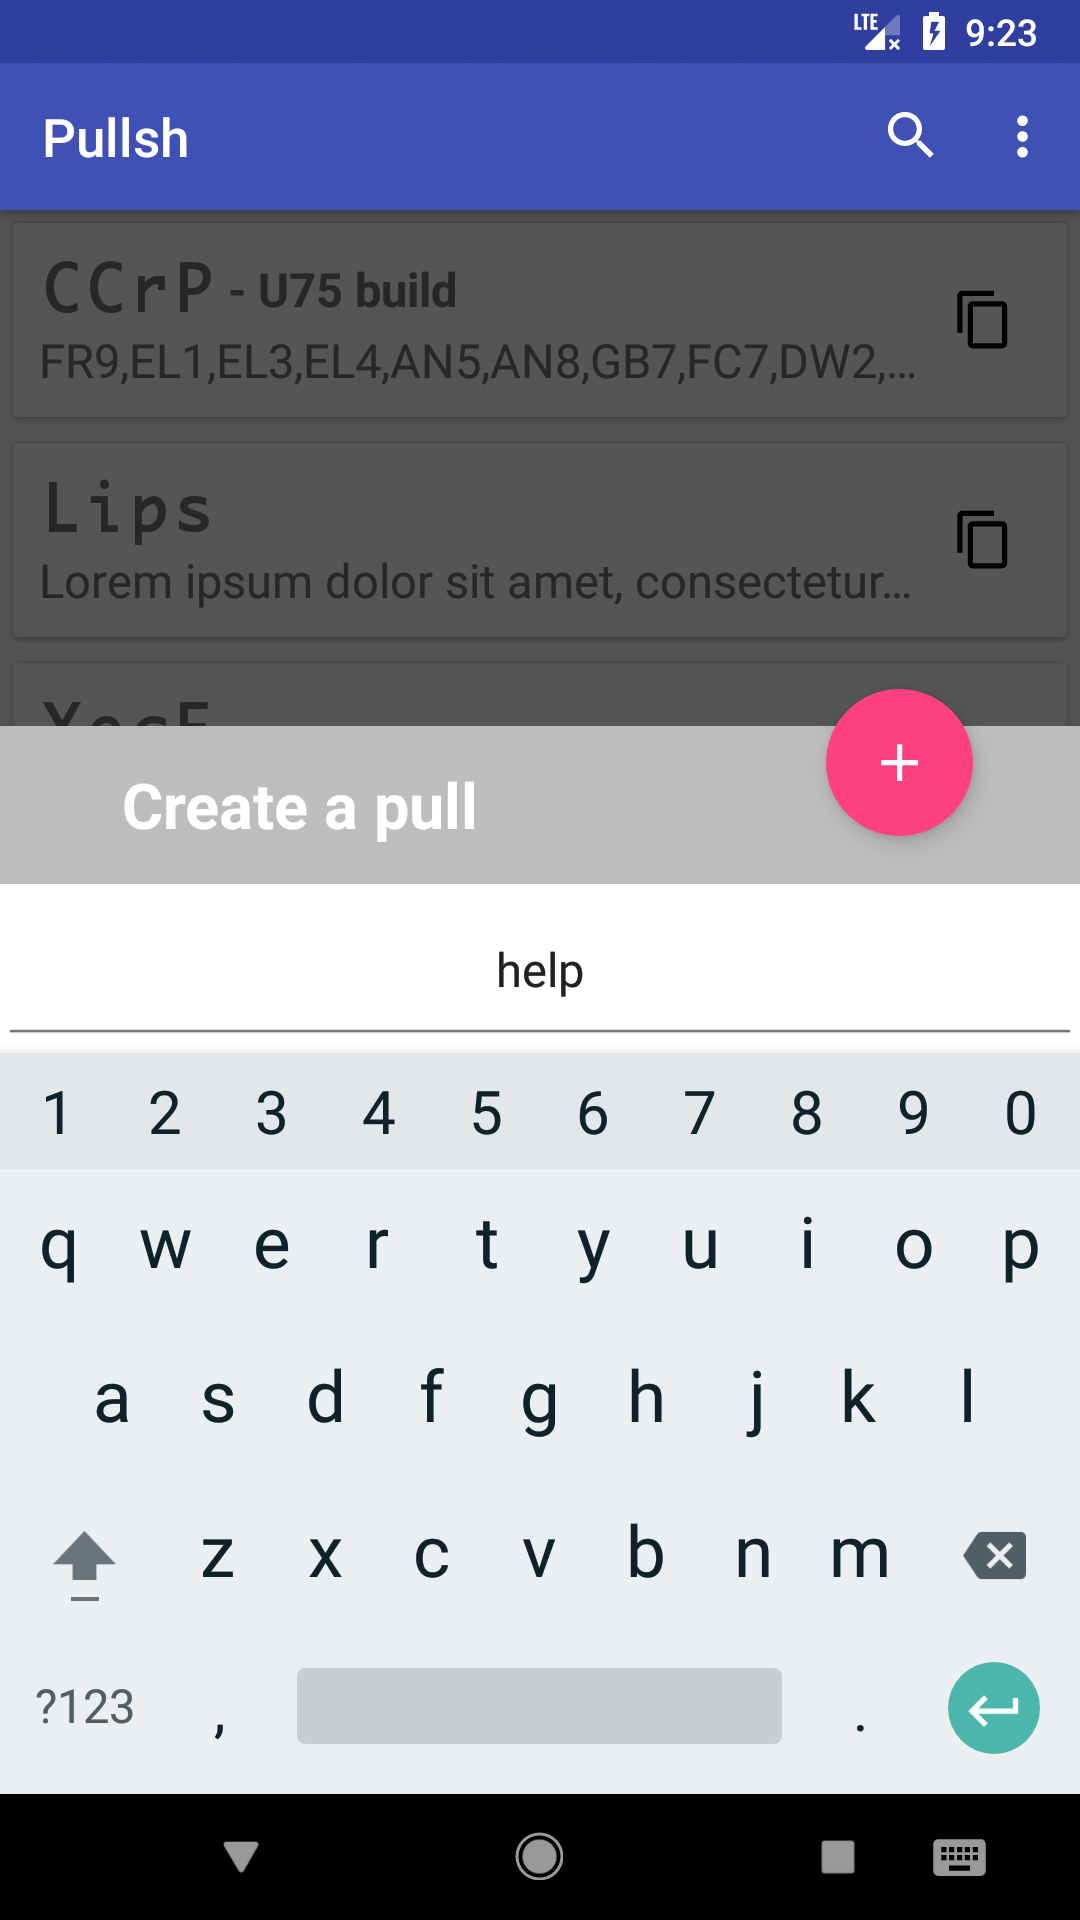 LTE 9:23
Pullsh
CCrP - U75 build
FR9,EL1,EL3,EL4,AN5,AN8,GB7,FC7,DW2,...
Lips
Lorem ipsum dolor sit amet, consectetur...
Create a pull
help
1 2 3 4 5 6 7 8 9 0
q w e r t y u i o p
a s d f g h j k l
z x c v b n m
?123 , .